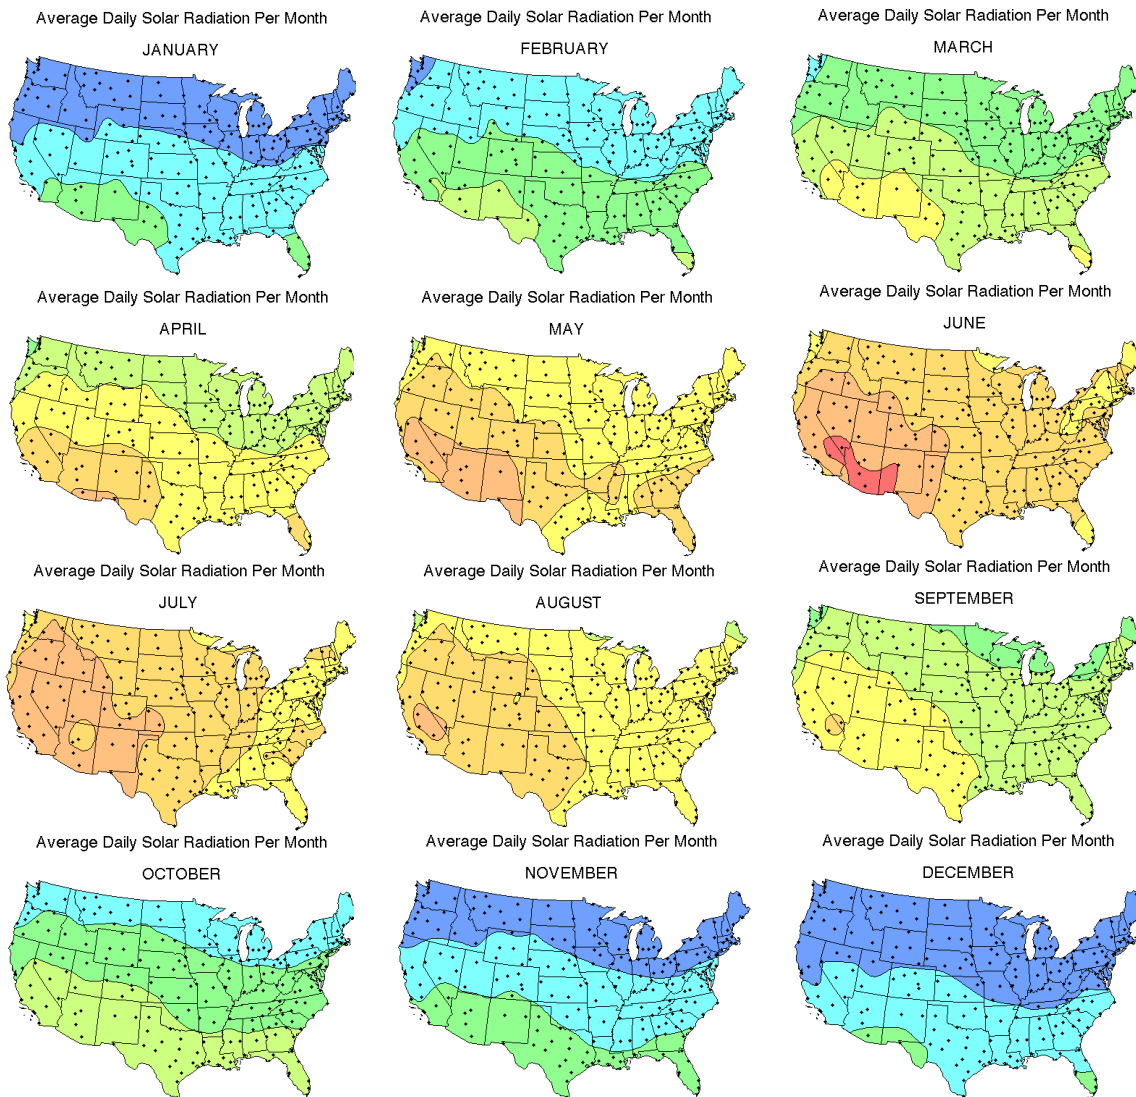 Average Daily Solar Radiation Per Month
JANUARY
Average Daily Solar Radiation Per Month
FEBRUARY
Average Daily Solar Radiation Per Month
MARCH
Average Daily Solar Radiation Per Month
APRIL
Average Daily Solar Radiation Per Month
MAY
Average Daily Solar Radiation Per Month
JUNE
Average Daily Solar Radiation Per Month
JULY
Average Daily Solar Radiation Per Month
AUGUST
Average Daily Solar Radiation Per Month
SEPTEMBER
Average Daily Solar Radiation Per Month
OCTOBER
Average Daily Solar Radiation Per Month
NOVEMBER
Average Daily Solar Radiation Per Month
DECEMBER